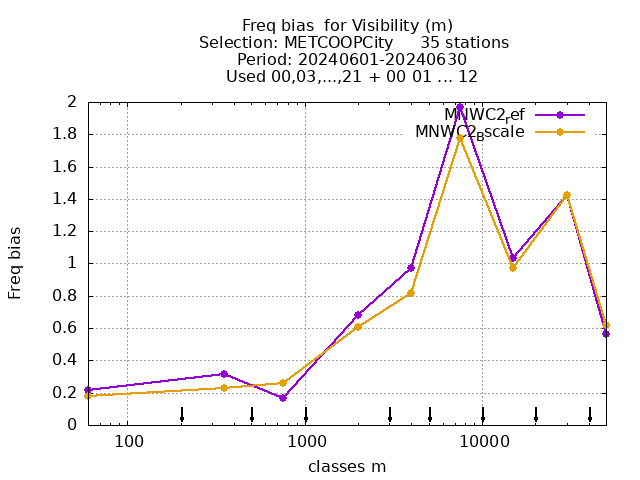 Freq bias  for Visibility (m)
Selection: METCOOPCity     35 stations
Period: 20240601-20240630
Used 00,03,...,21 + 00 01 ... 12
MNWC2ref
MNWC2Bscale
2
1.8
1.6
1.4
1.2
1
0.8
0.6
0.4
0.2
0
Freq bias
100
1000
10000
classes m